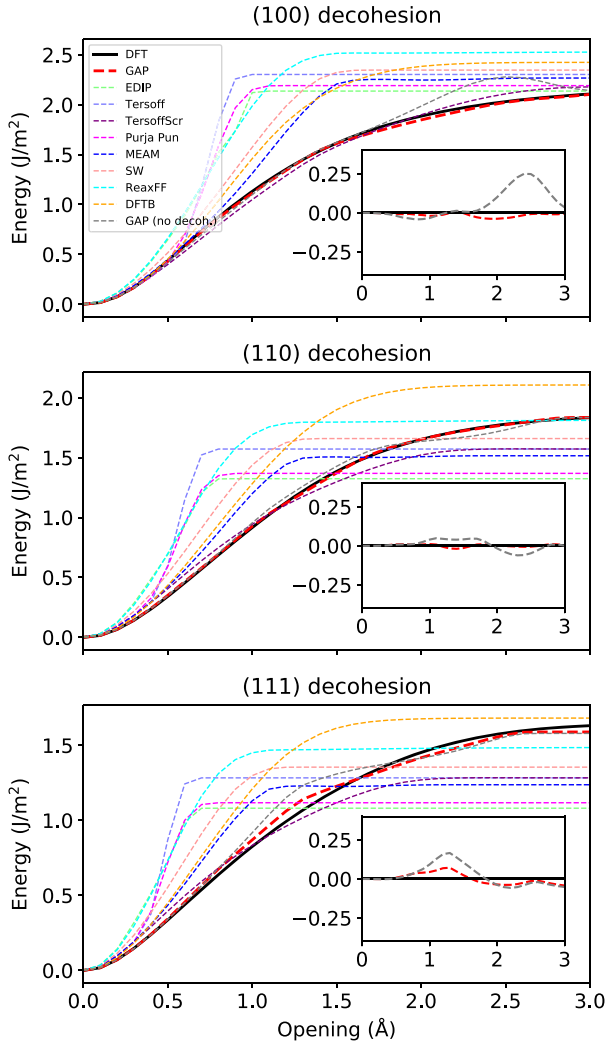 (100) decohesion
2.5
2.0
1.5
1.0
0.5
0.0
Energy (J/m²)
DFT
GAP
EDIP
Tersoff
TersoffScr
Purja Pun
MEAM
SW
ReaxFF
DFTB
GAP (no decoh.)
0.25
0.00
−0.25
0 1 2 3
(110) decohesion
2.0
1.5
1.0
0.5
0.0
Energy (J/m²)
0.25
0.00
−0.25
0 1 2 3
(111) decohesion
1.5
1.0
0.5
0.0
Energy (J/m²)
0.25
0.00
−0.25
0 1 2 3
0.0 0.5 1.0 1.5 2.0 2.5 3.0
Opening (Å)